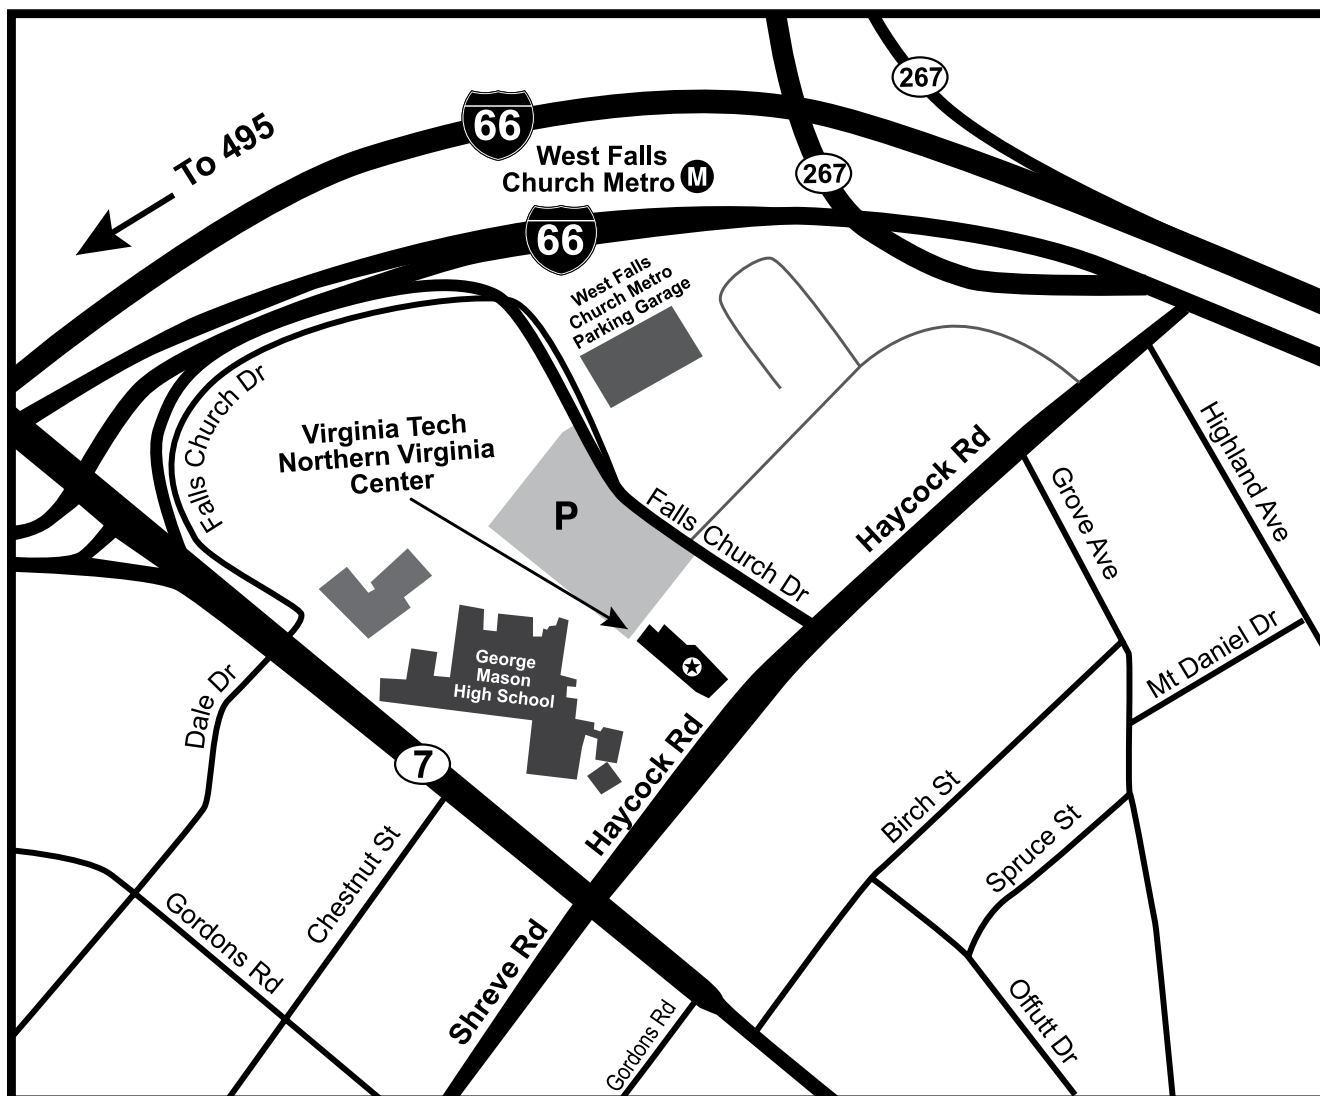 267
66
To 495
West Falls
Church Metro M
267
66
West Falls
Church Metro
Parking Garage
Falls Church Dr
Virginia Tech
Northern Virginia
Center
Haycock Rd
Highland Ave
Grove Ave
P
Falls Church Dr
George
Mason
High School
Mt Daniel Dr
Dale Dr
7
Haycock Rd
Birch St
Spruce St
Chestnut St
Gordons Rd
Shreve Rd
Gordons Rd
Offutt Dr